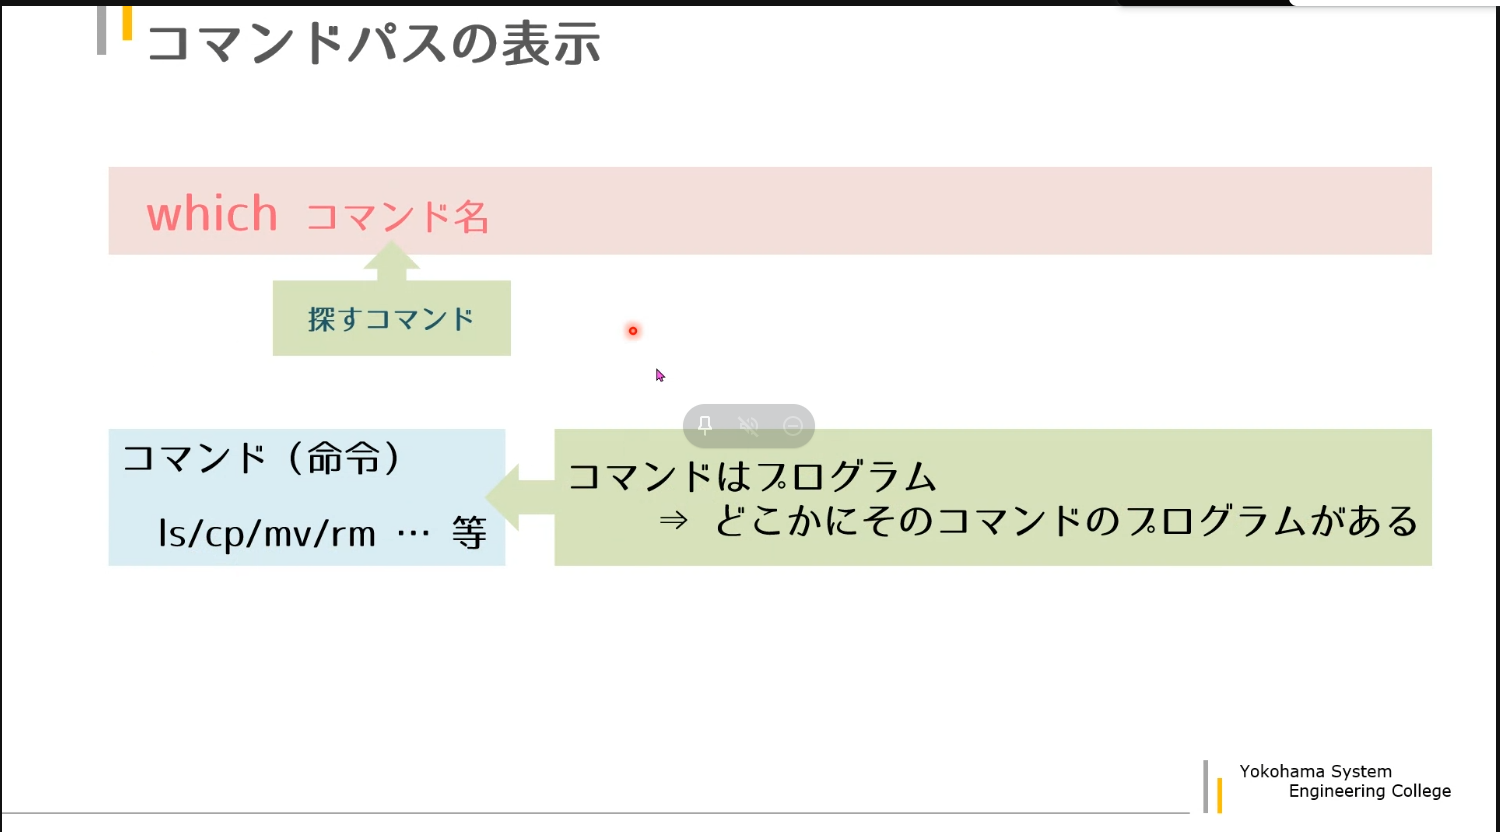 コマンドパスの表示
which コマンド名
探すコマンド
コマンド（命令）
ls/cp/mv/rm … 等
コマンドはプログラム
⇒ どこかにそのコマンドのプログラムがある
Yokohama System
Engineering College